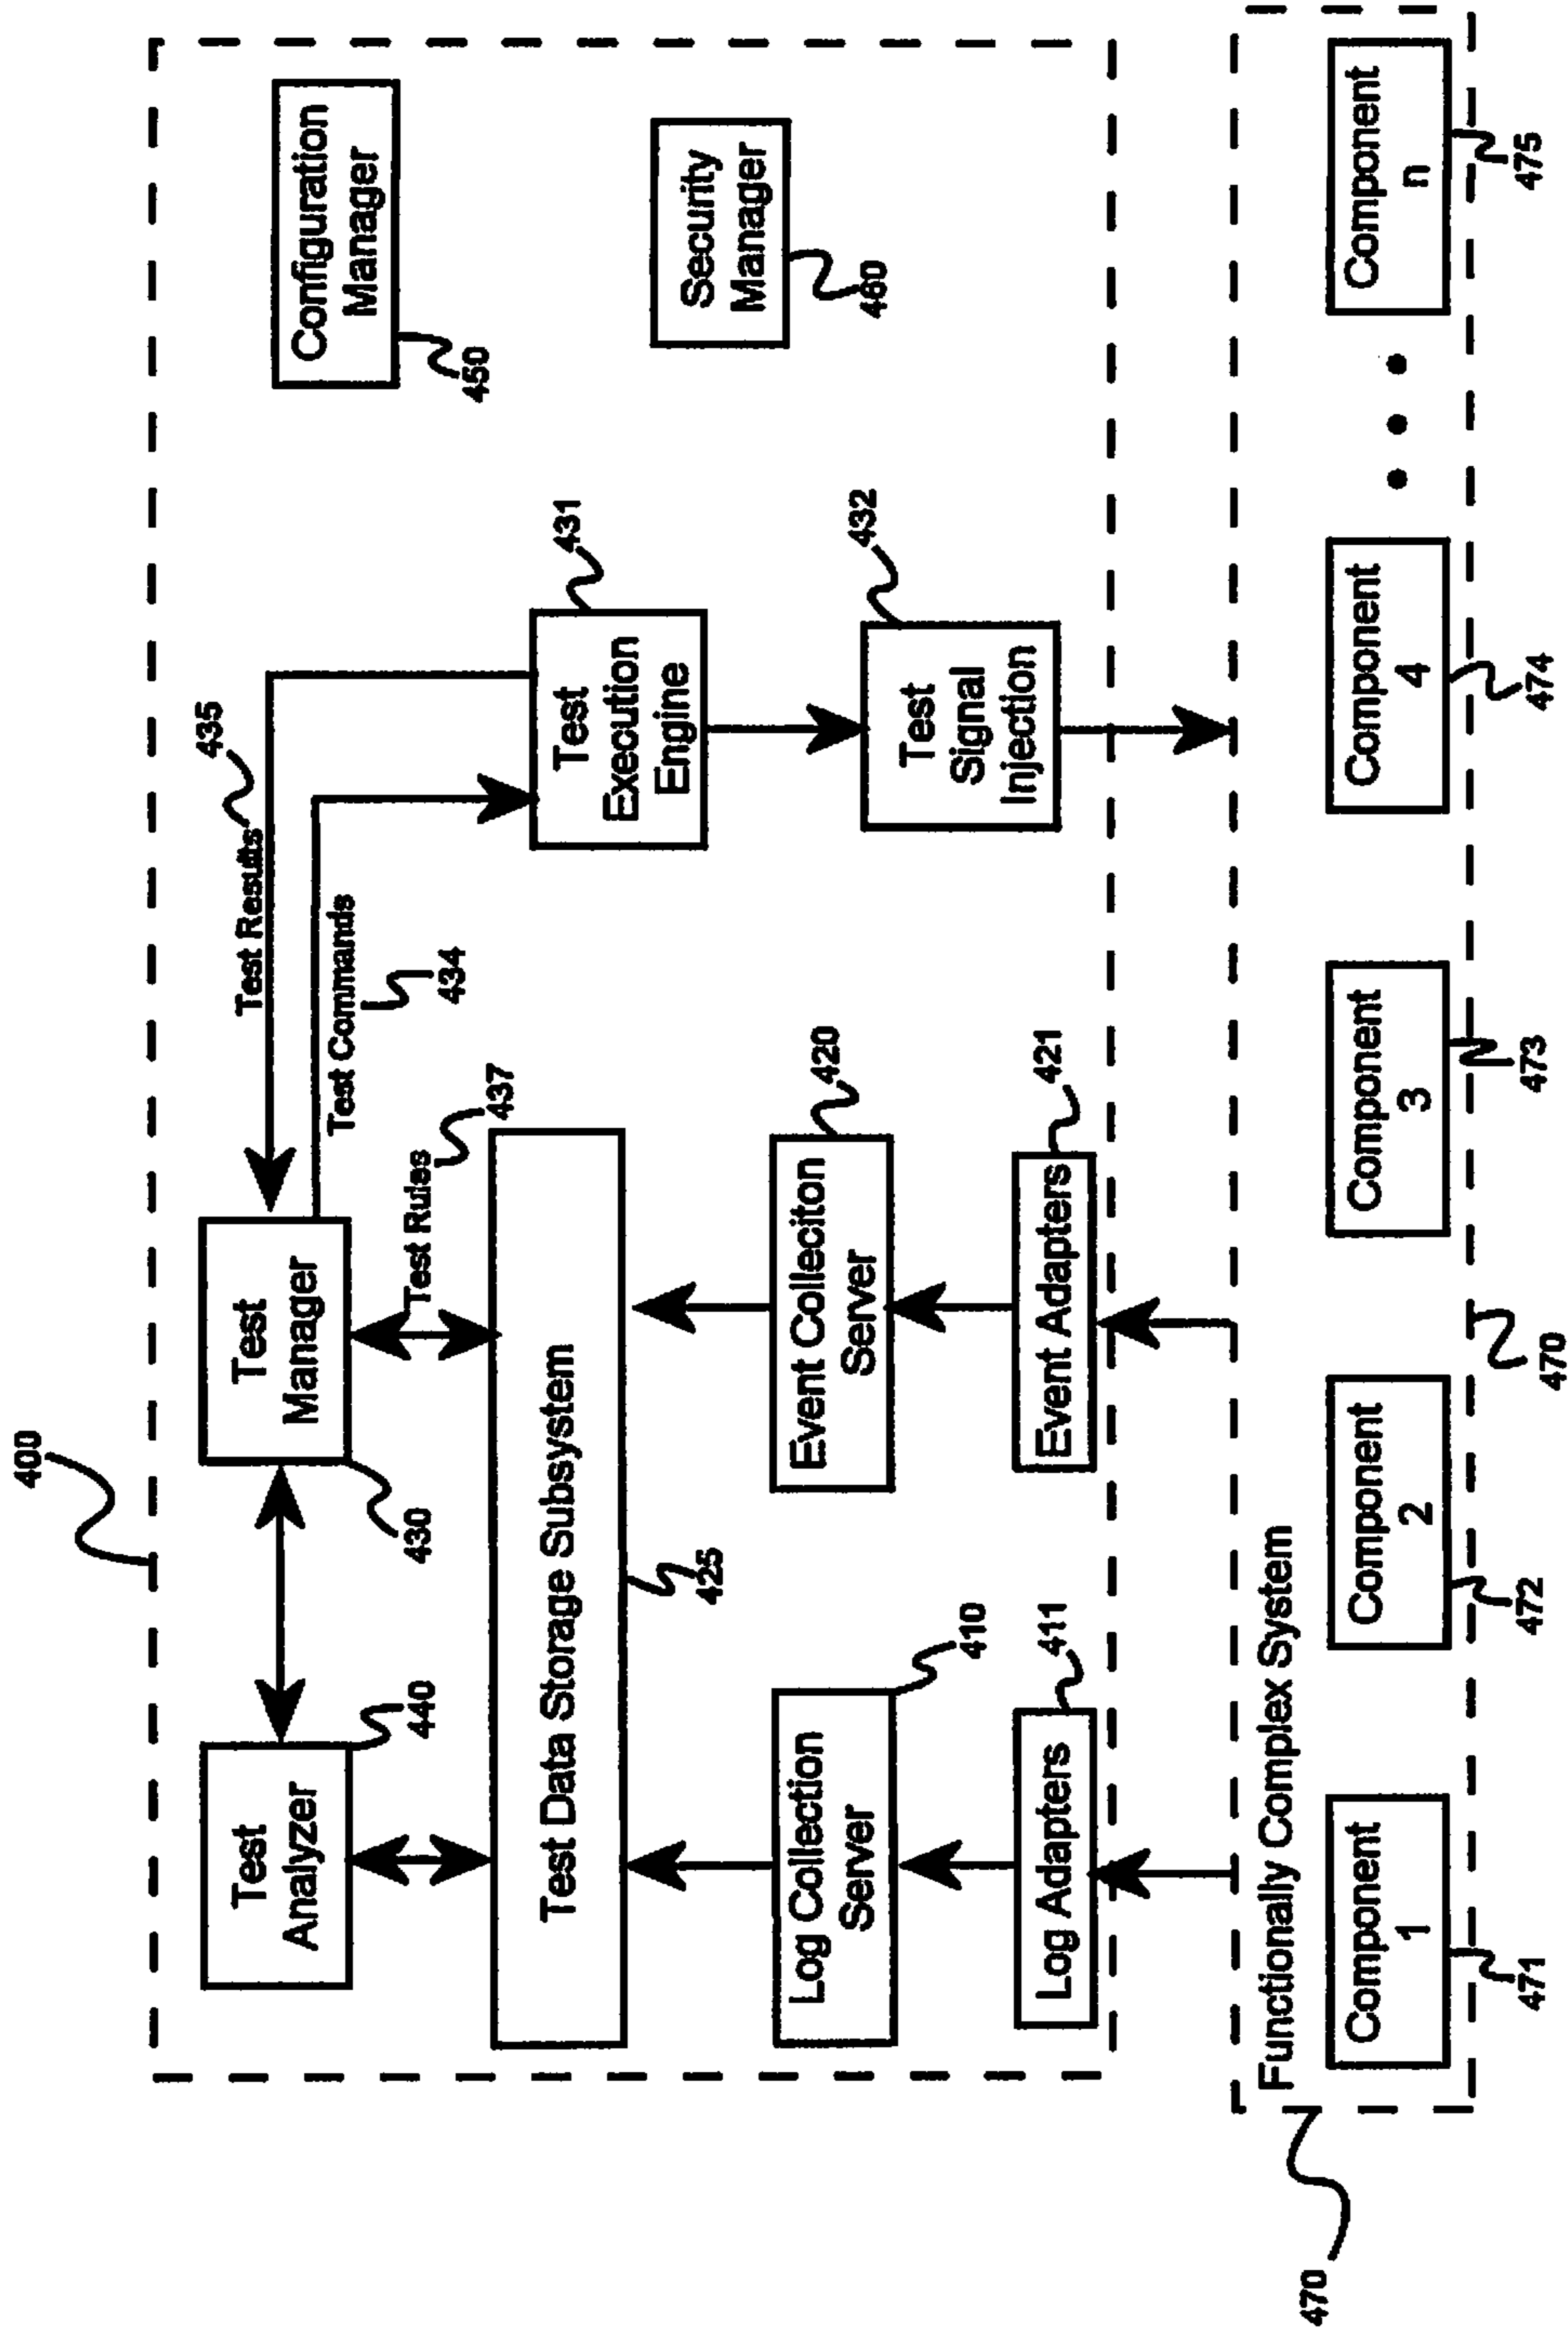 400
Test
Analyzer
440
Test
Manager
430
Test Results
435
Test Commands
434
Test Rules
437
Configuration
Manager
450
Test Data Storage Subsystem
425
Test
Execution
Engine
431
Security
Manager
460
Log Collection
Server
410
Event Colleciton
Server
420
Test
Signal
Injection
432
Log Adapters
411
Event Adapters
421
Functionally Complex System
470
Component
1
471
Component
2
472
470
Component
3
473
Component
4
474
Component
n
475